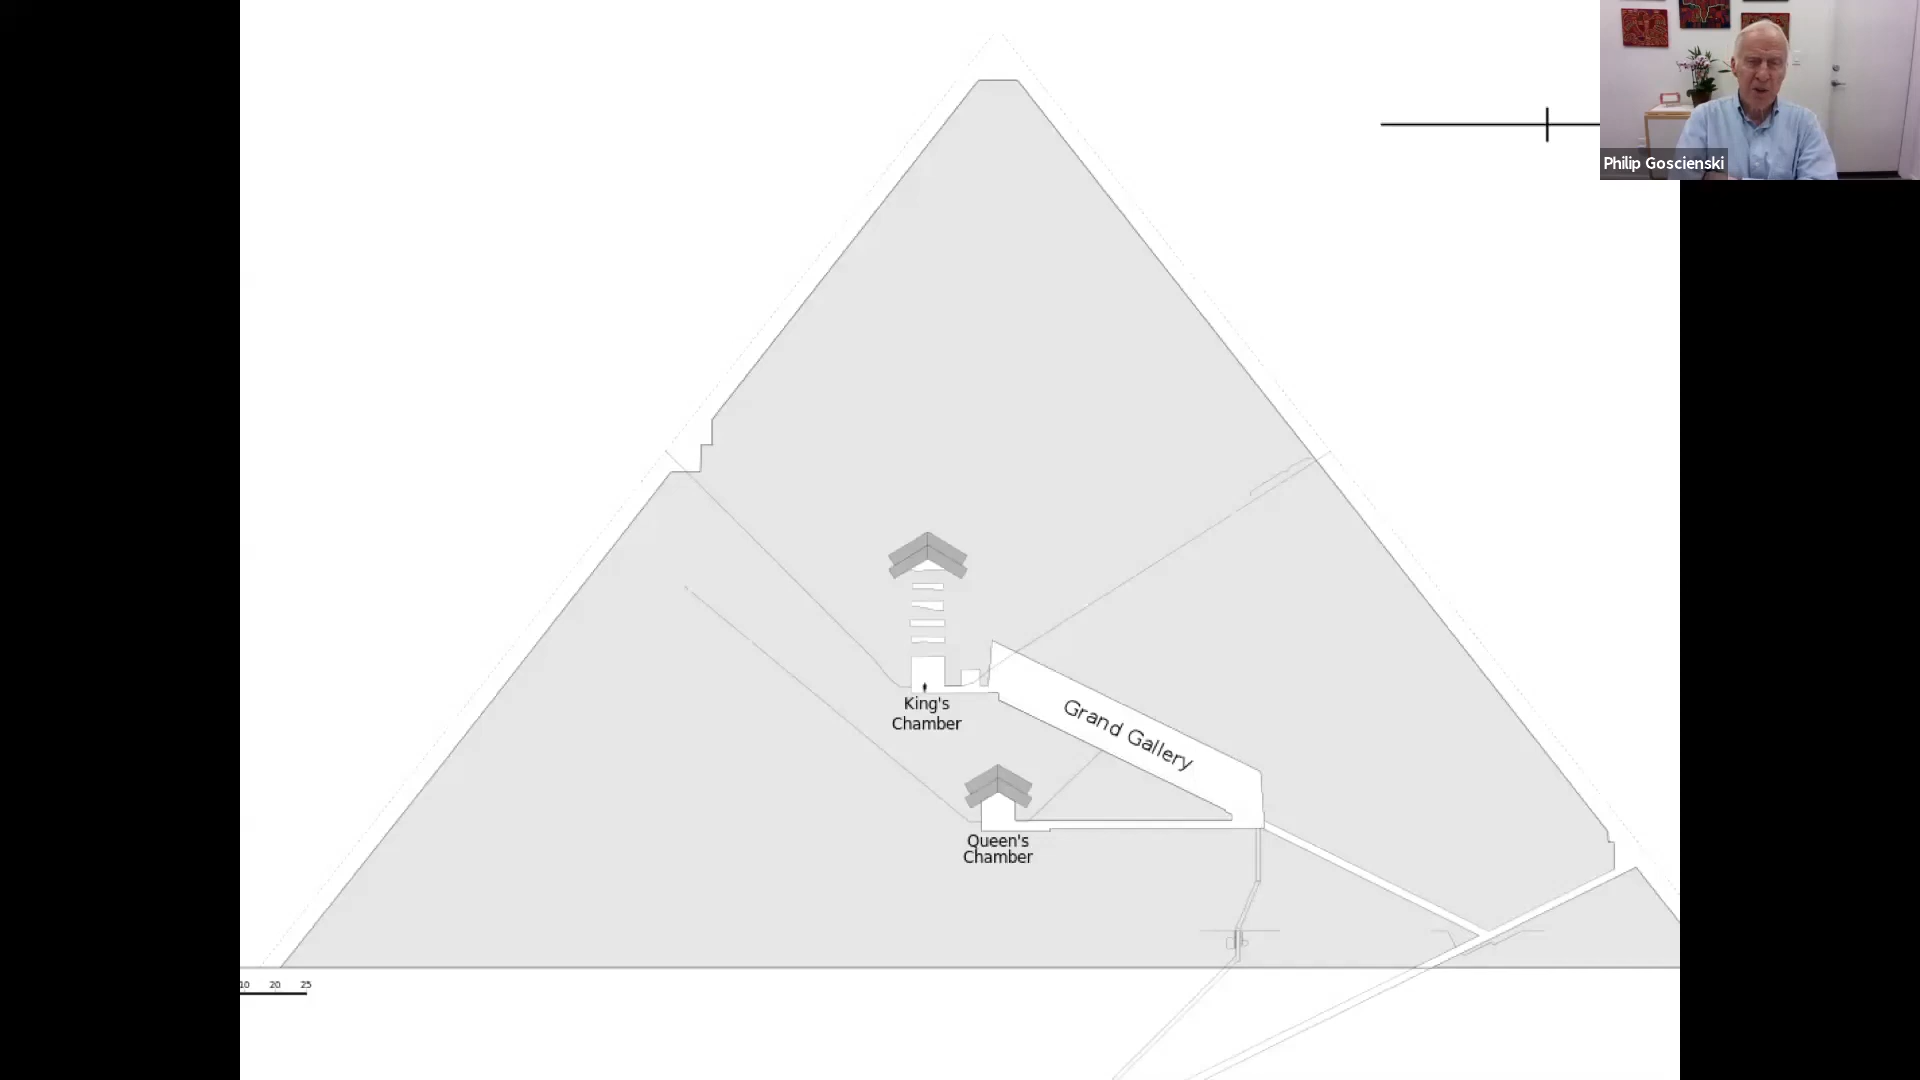 Philip Goscienski
King's
Chamber
Grand Gallery
Queen's
Chamber
10 20 25